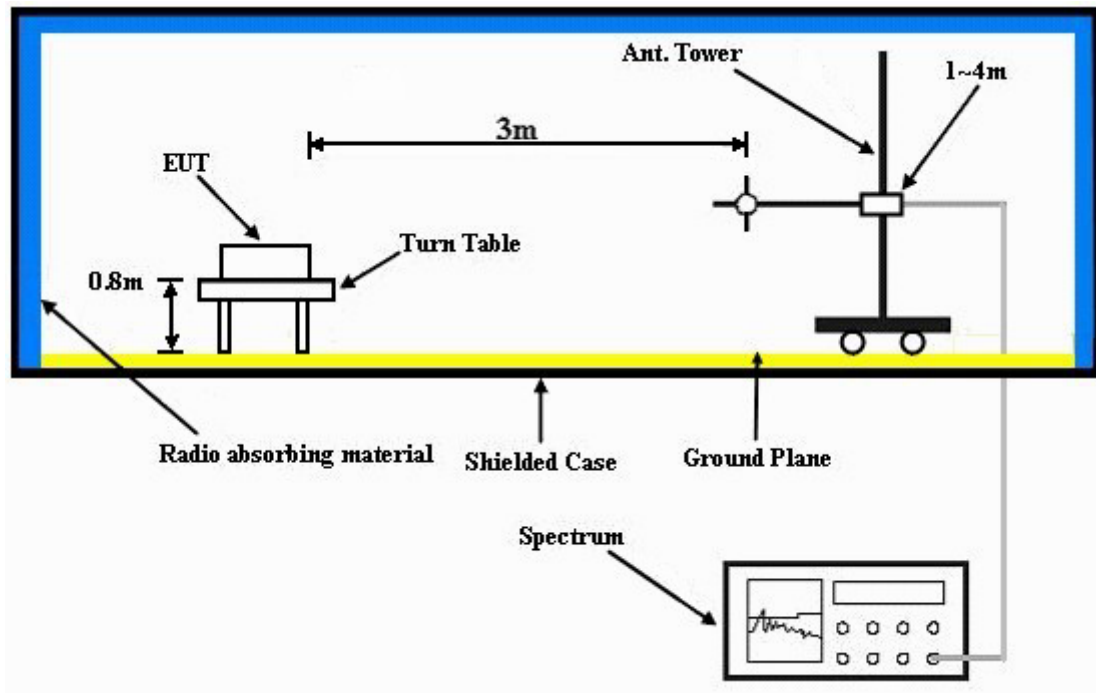 Ant. Tower
1~4m
3m
EUT
Turn Table
0.8m
Radio absorbing material
Shielded Case
Ground Plane
Spectrum